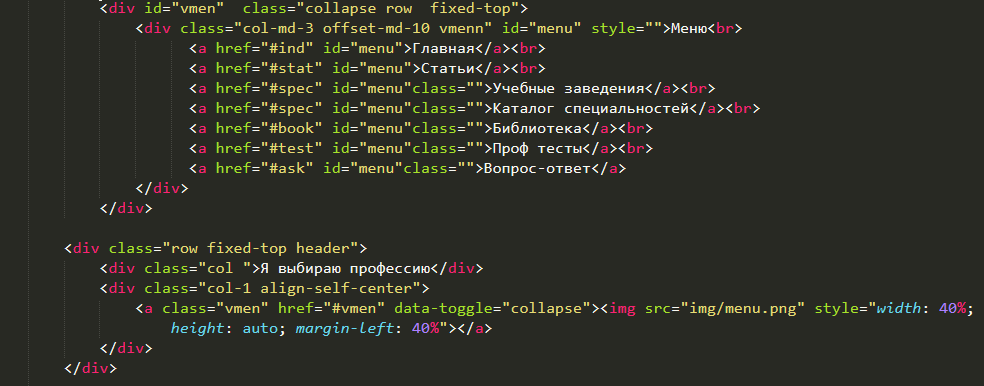 <div id="vmen"  class="collapse row  fixed-top">
<div class="col-md-3 offset-md-10 vmenn" id="menu" style="">Меню<br>
<a href="#ind" id="menu">Главная</a><br>
<a href="#stat" id="menu">Статьи</a><br>
<a href="#spec" id="menu"class="">Учебные заведения</a><br>
<a href="#spec" id="menu"class="">Каталог специальностей</a><br>
<a href="#book" id="menu"class="">Библиотека</a><br>
<a href="#test" id="menu"class="">Проф тесты</a><br>
<a href="#ask" id="menu"class="">Вопрос-ответ</a>
</div>
</div>
<div class="row fixed-top header">
<div class="col ">Я выбираю профессию</div>
<div class="col-1 align-self-center">
<a class="vmen" href="#vmen" data-toggle="collapse"><img src="img/menu.png" style="width: 40%;
height: auto; margin-left: 40%"></a>
</div>
</div>